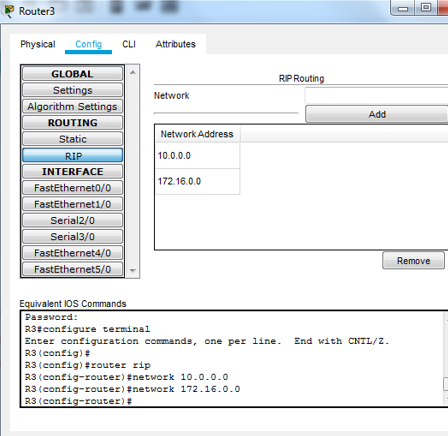 Router3
Physical Config CLI Attributes
GLOBAL
Settings
Algorithm Settings
ROUTING
Static
RIP
INTERFACE
FastEthernet0/0
FastEthernet1/0
Serial2/0
Serial3/0
FastEthernet4/0
FastEthernet5/0
RIP Routing
Network
Add
Network Address
10.0.0.0
172.16.0.0
Remove
Equivalent IOS Commands
Password:
R3#configure terminal
Enter configuration commands, one per line. End with CNTL/Z.
R3(config)#
R3(config)#router rip
R3(config-router)#network 10.0.0.0
R3(config-router)#network 172.16.0.0
R3(config-router)#